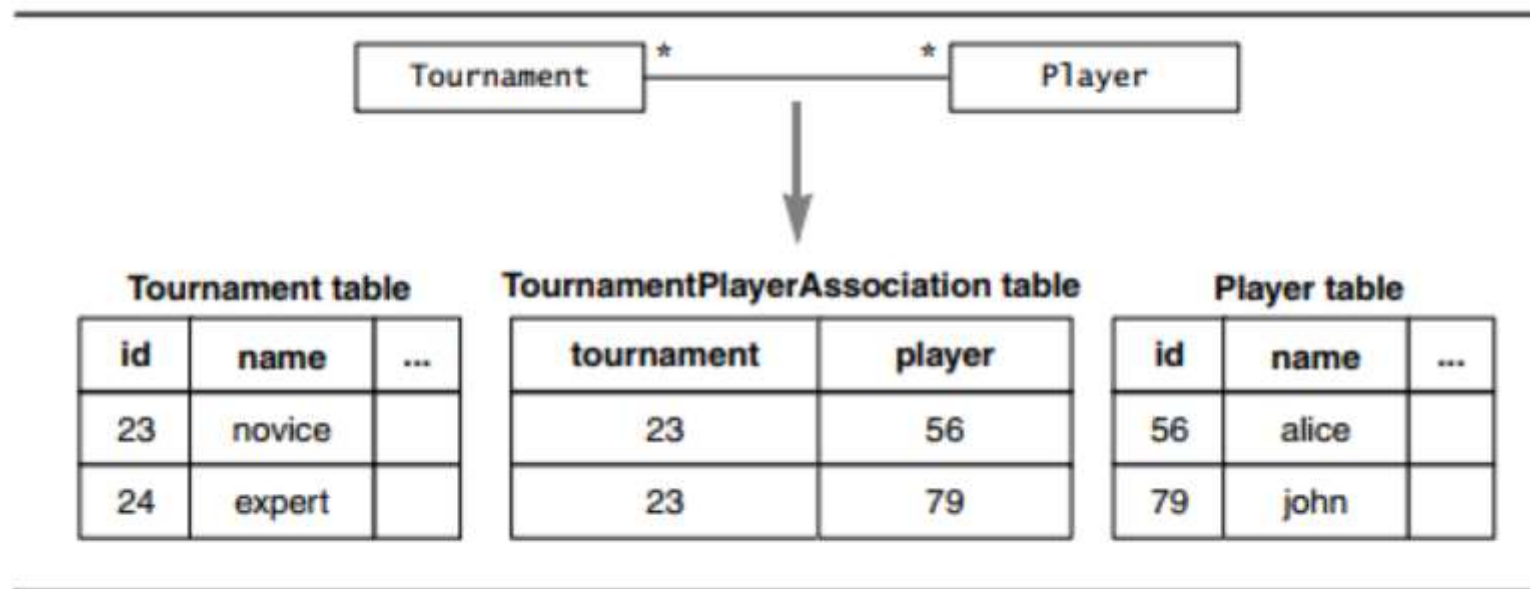 Tournament * * Player
Tournament table TournamentPlayerAssociation table Player table
id name ... tournament player id name ...
23 novice 23 56 56 alice
24 expert 23 79 79 john